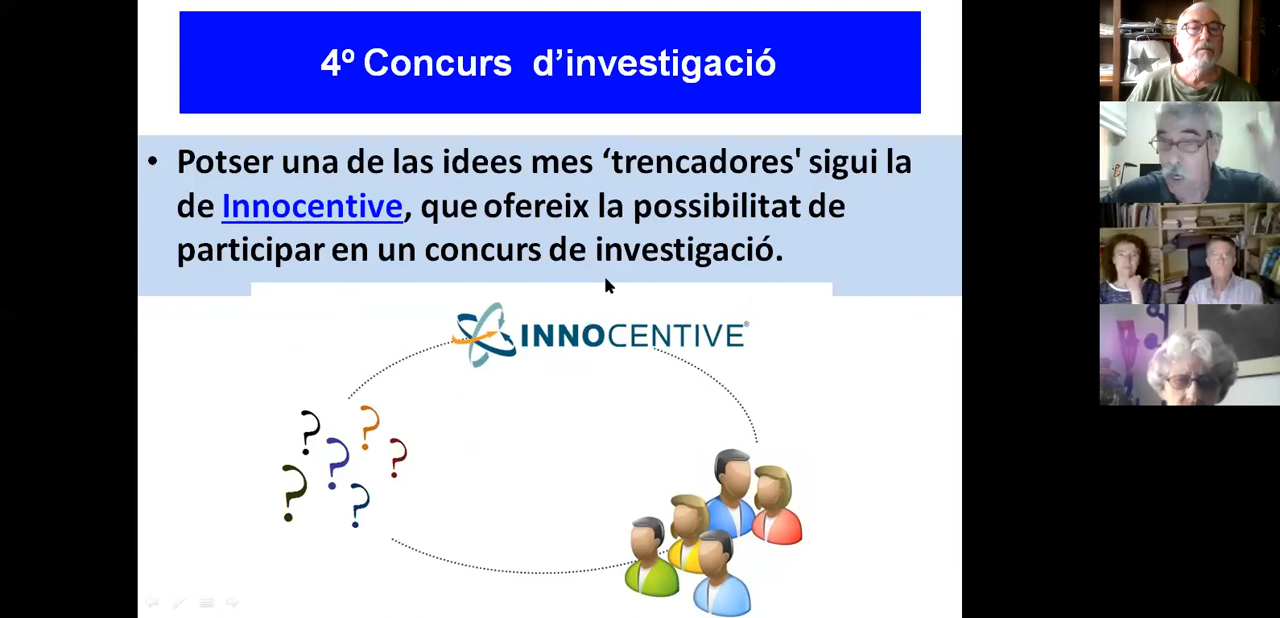 4º Concurs d’investigació
• Potser una de las idees mes ‘trencadores' sigui la
de Innocentive, que ofereix la possibilitat de
participar en un concurs de investigació.
INNOCENTIVE®
? ? ? ? ? ?